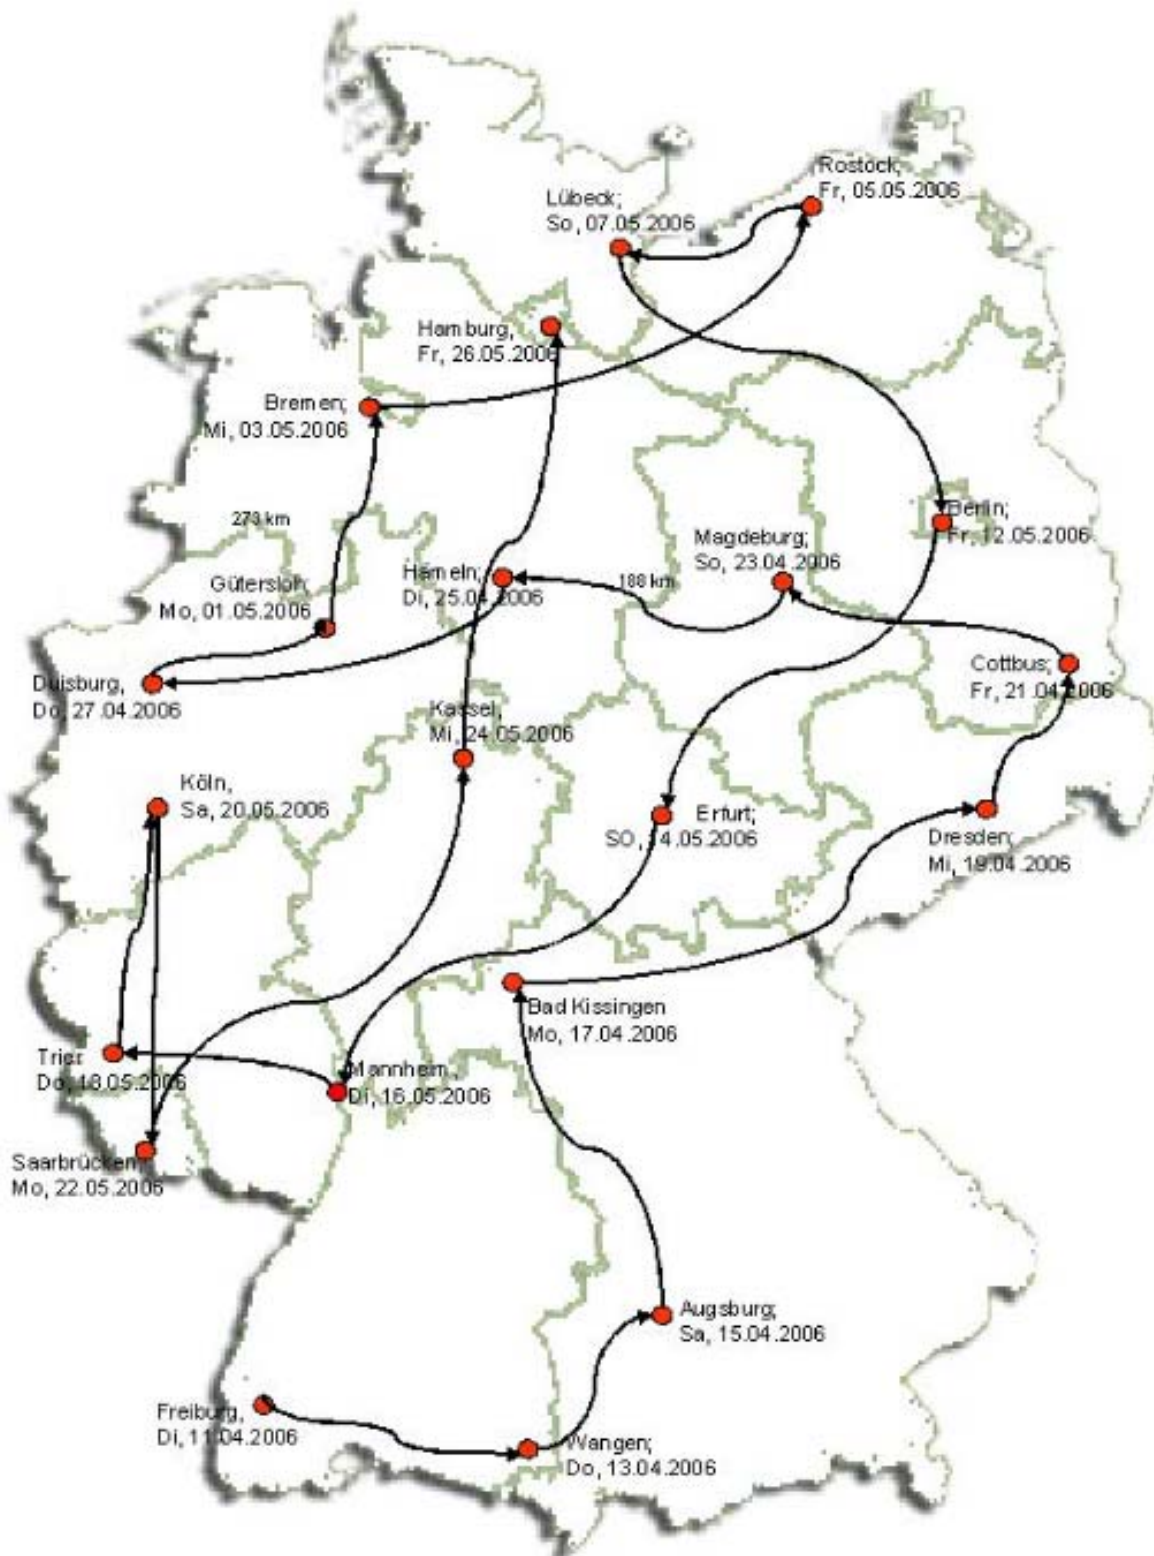 Rostock,
Fr, 05.05.2006
Lübeck;
So, 07.05.2006
Hamburg,
Fr, 26.05.2006
Bremen;
Mi, 03.05.2006
273 km
Berlin;
Fr, 12.05.2006
Magdeburg;
So, 23.04.2006
Hameln;
Di, 25.04.2006
188 km
Gütersloh;
Mo, 01.05.2006
Cottbus;
Fr, 21.04.2006
Duisburg,
Do, 27.04.2006
Kassel,
Mi, 24.05.2006
Köln,
Sa, 20.05.2006
Erfurt;
SO, 14.05.2006
Dresden;
Mi, 19.04.2006
Bad Kissingen
Mo, 17.04.2006
Trier
Do, 18.05.2006
Mannheim,
Di, 16.05.2006
Saarbrücken,
Mo, 22.05.2006
Augsburg;
Sa, 15.04.2006
Freiburg,
Di, 11.04.2006
Wangen;
Do, 13.04.2006